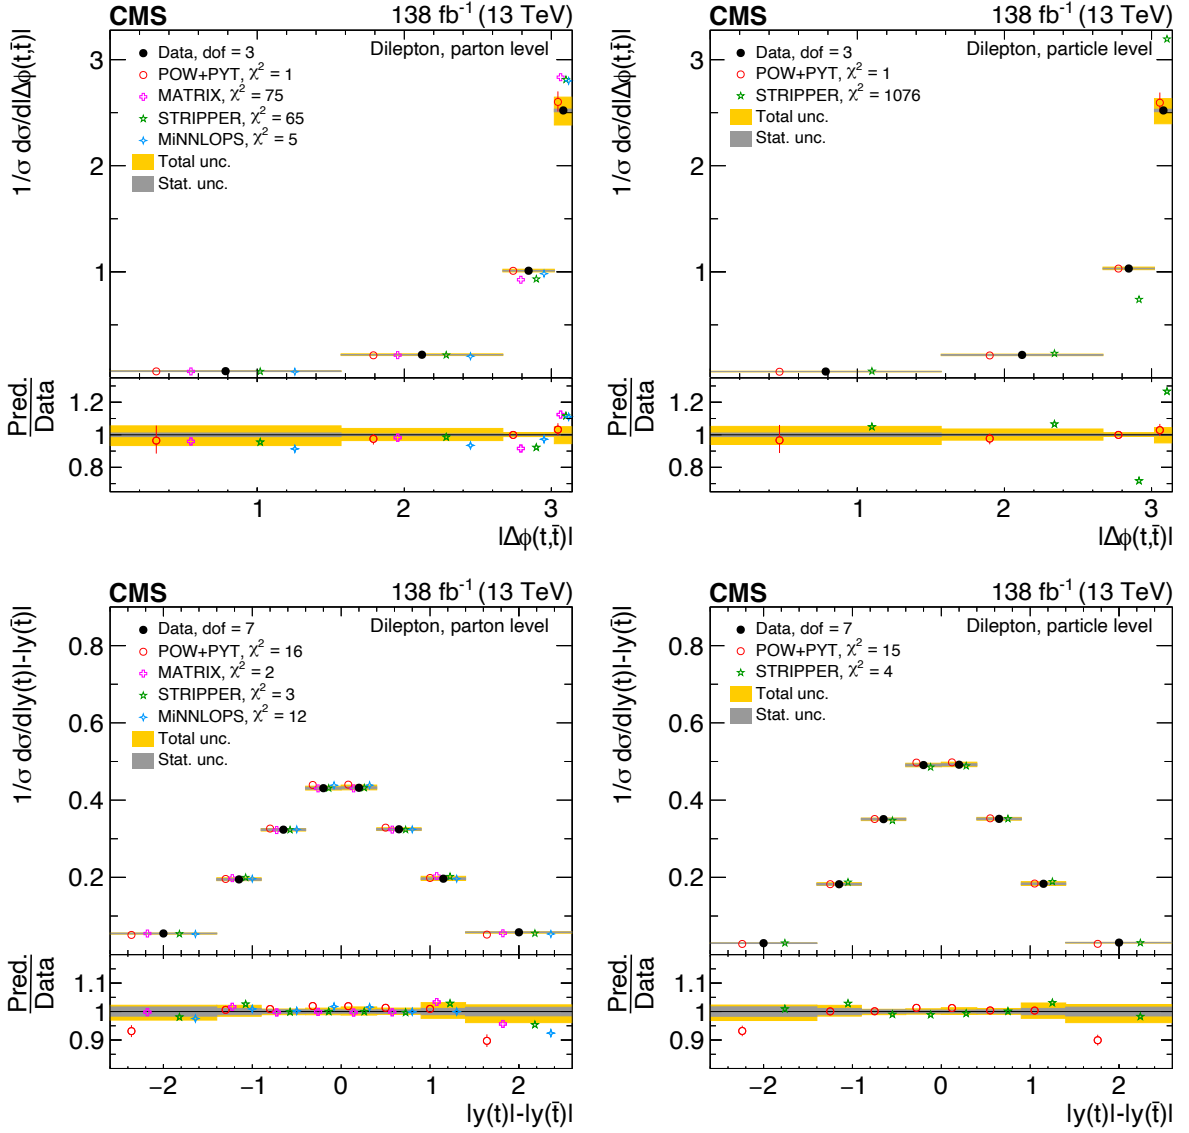 CMS 138 fb⁻¹ (13 TeV)
Dilepton, parton level
Data, dof = 3
POW+PYT, χ² = 1
MATRIX, χ² = 75
STRIPPER, χ² = 65
MiNNLOPS, χ² = 5
Total unc.
Stat. unc.
1/σ dσ/d|Δϕ(t,t̄)|
3
2
1
Pred.
Data
1.2
1
0.8
1 2 3
|Δϕ(t,t̄)|
CMS 138 fb⁻¹ (13 TeV)
Dilepton, particle level
Data, dof = 3
POW+PYT, χ² = 1
STRIPPER, χ² = 1076
Total unc.
Stat. unc.
1/σ dσ/d|Δϕ(t,t̄)|
3
2
1
Pred.
Data
1.2
1
0.8
1 2 3
|Δϕ(t,t̄)|
CMS 138 fb⁻¹ (13 TeV)
Dilepton, parton level
Data, dof = 7
POW+PYT, χ² = 16
MATRIX, χ² = 2
STRIPPER, χ² = 3
MiNNLOPS, χ² = 12
Total unc.
Stat. unc.
1/σ dσ/d|y(t)|-|y(t̄)|
0.8
0.6
0.4
0.2
Pred.
Data
1.1
1
0.9
−2 −1 0 1 2
|y(t)|-|y(t̄)|
CMS 138 fb⁻¹ (13 TeV)
Dilepton, particle level
Data, dof = 7
POW+PYT, χ² = 15
STRIPPER, χ² = 4
Total unc.
Stat. unc.
1/σ dσ/d|y(t)|-|y(t̄)|
0.8
0.6
0.4
0.2
Pred.
Data
1.1
1
0.9
−2 −1 0 1 2
|y(t)|-|y(t̄)|